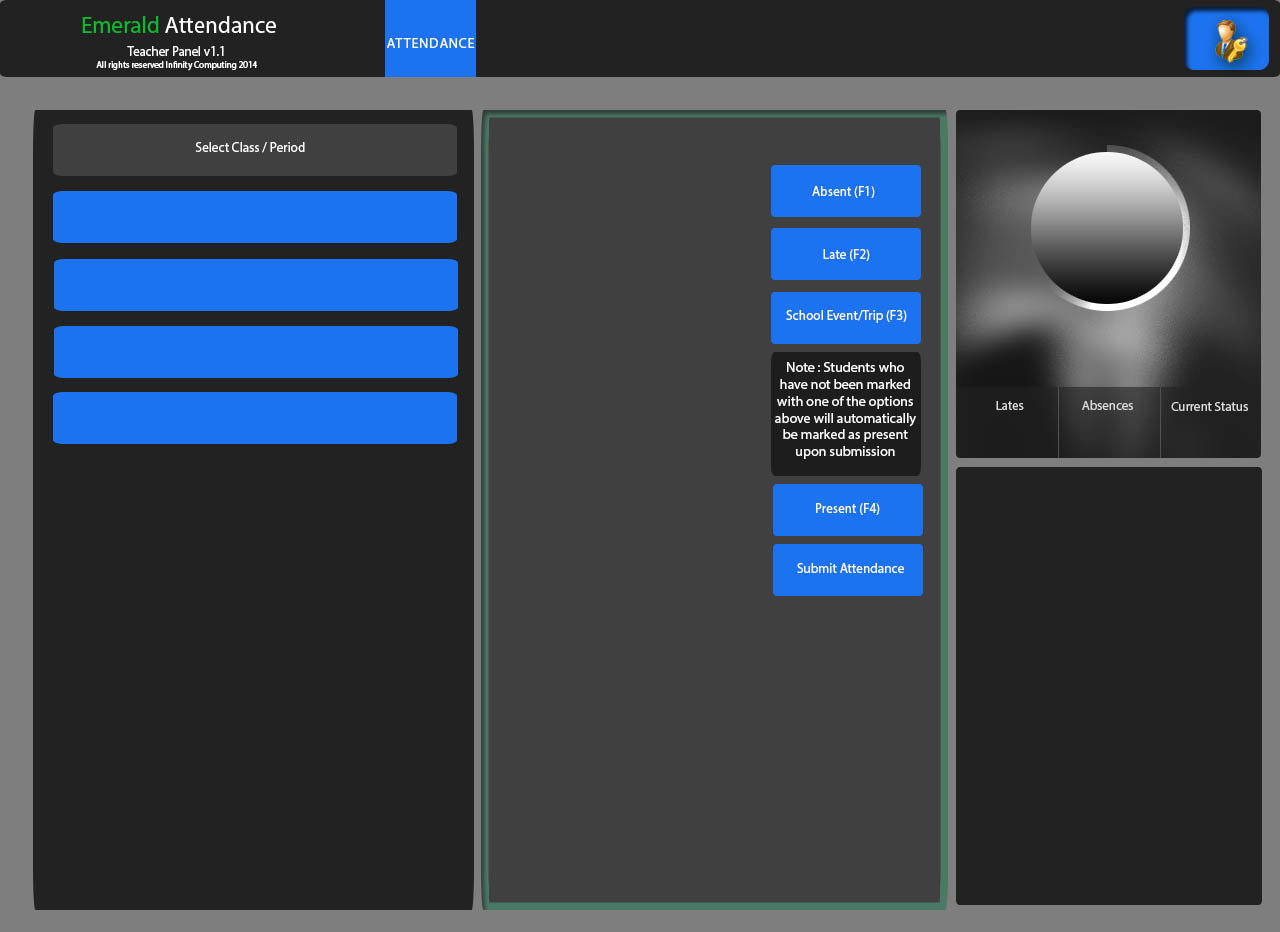 Emerald Attendance
Teacher Panel v1.1
All rights reserved Infinity Computing 2014
ATTENDANCE
Select Class / Period
Absent (F1)
Late (F2)
School Event/Trip (F3)
Note : Students who
have not been marked
with one of the options
above will automatically
be marked as present
upon submission
Present (F4)
Submit Attendance
Lates
Absences
Current Status